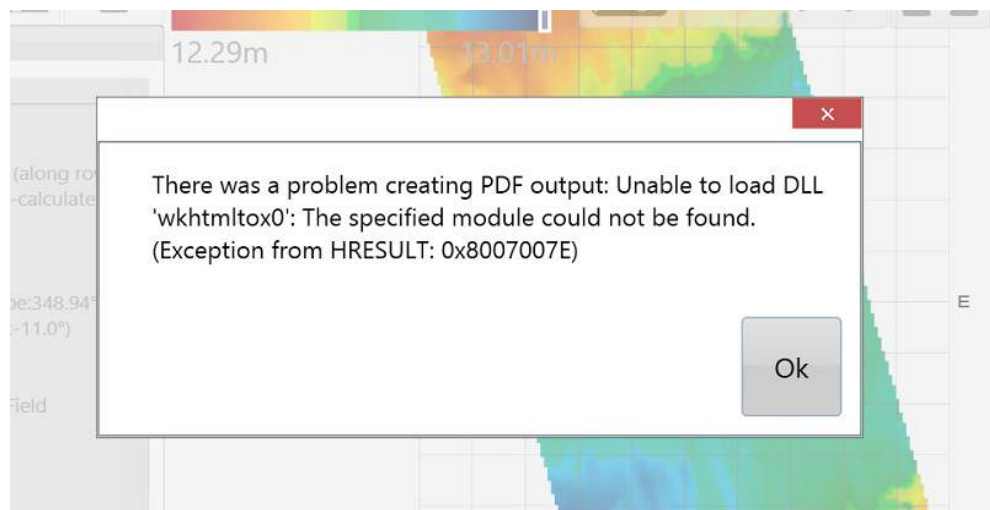 12.29m
13.01m
There was a problem creating PDF output: Unable to load DLL
'wkhtmltox0': The specified module could not be found.
(Exception from HRESULT: 0x8007007E)
Ok
(along
-calculate
:348.94°
-11.0°)
E
Field